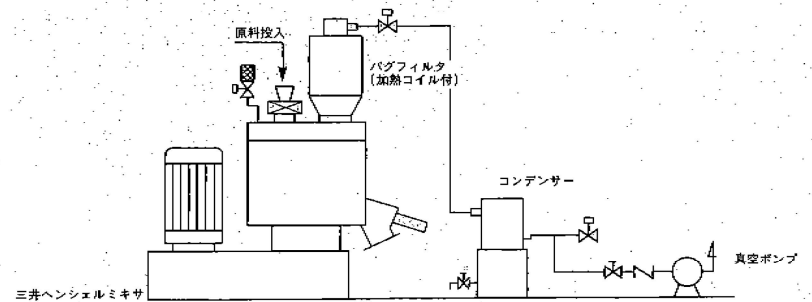 原料投入
バグフィルタ
(加熱コイル付)
コンデンサー
真空ポンプ
三井ヘンシェルミキサ